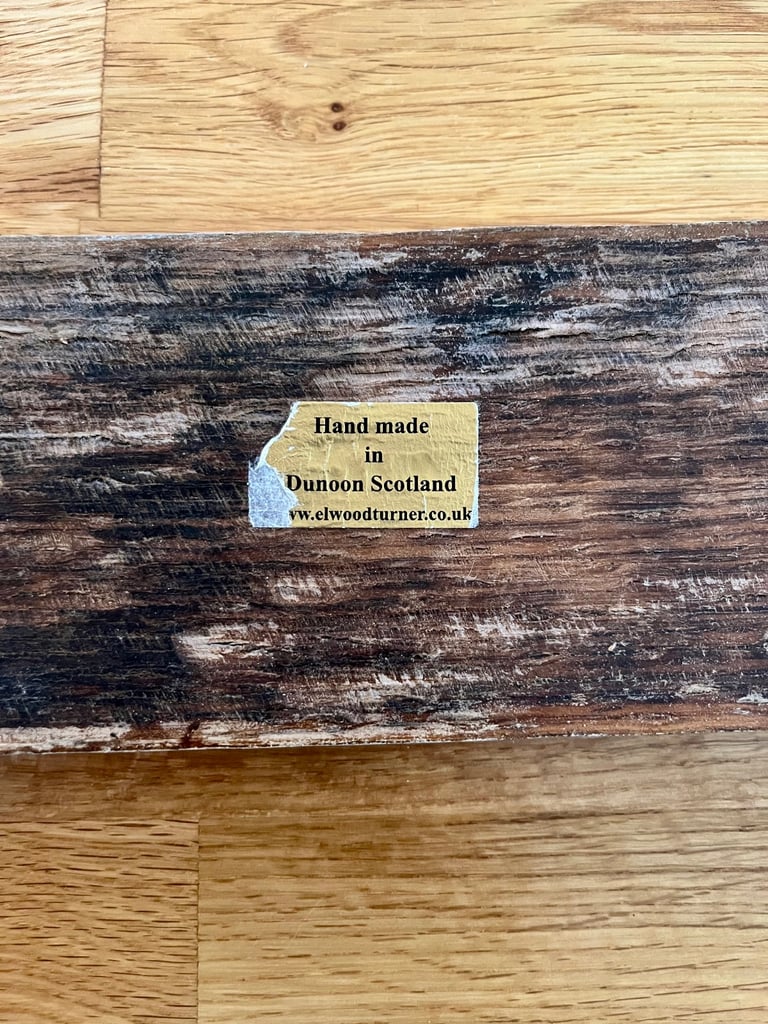 Hand made
in
Dunoon Scotland
w.elwoodturner.co.uk